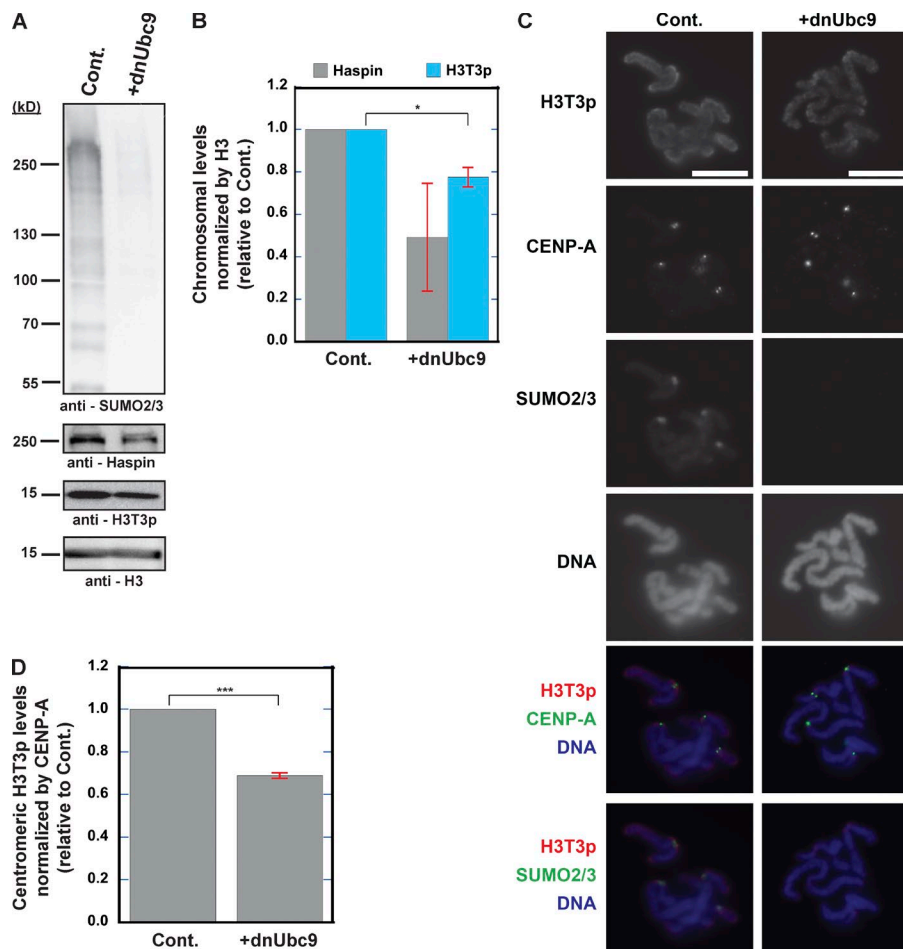 A
Cont.
+dnUbc9
(kD)
250
130
100
70
55
anti - SUMO2/3
250
anti - Haspin
15
anti - H3T3p
15
anti - H3
B
Haspin
H3T3p
Chromosomal levels
normalized by H3
(relative to Cont.)
1.2
1.0
0.8
0.6
0.4
0.2
0.0
*
Cont.
+dnUbc9
C
Cont.
+dnUbc9
H3T3p
CENP-A
SUMO2/3
DNA
H3T3p
CENP-A
DNA
H3T3p
SUMO2/3
DNA
D
Centromeric H3T3p levels
normalized by CENP-A
(relative to Cont.)
1.2
1.0
0.8
0.6
0.4
0.2
0.0
***
Cont.
+dnUbc9